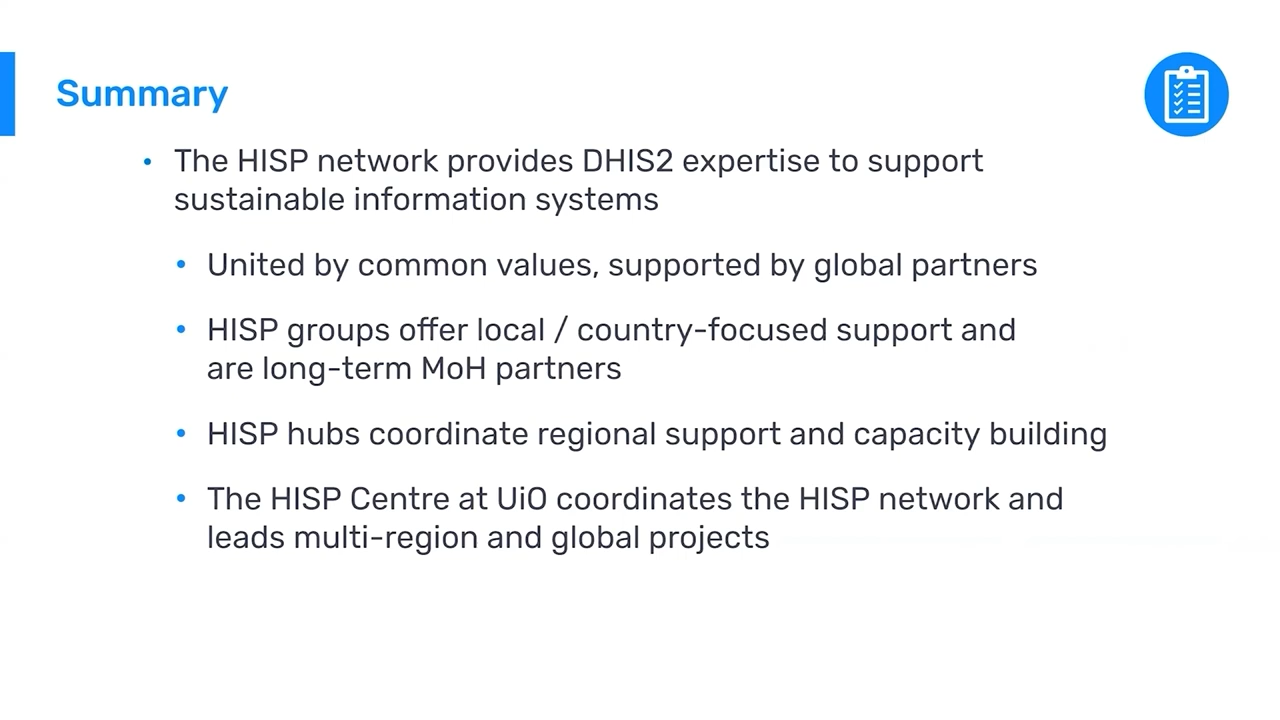 Summary
• The HISP network provides DHIS2 expertise to support
sustainable information systems
• United by common values, supported by global partners
• HISP groups offer local / country-focused support and
are long-term MoH partners
• HISP hubs coordinate regional support and capacity building
• The HISP Centre at UiO coordinates the HISP network and
leads multi-region and global projects